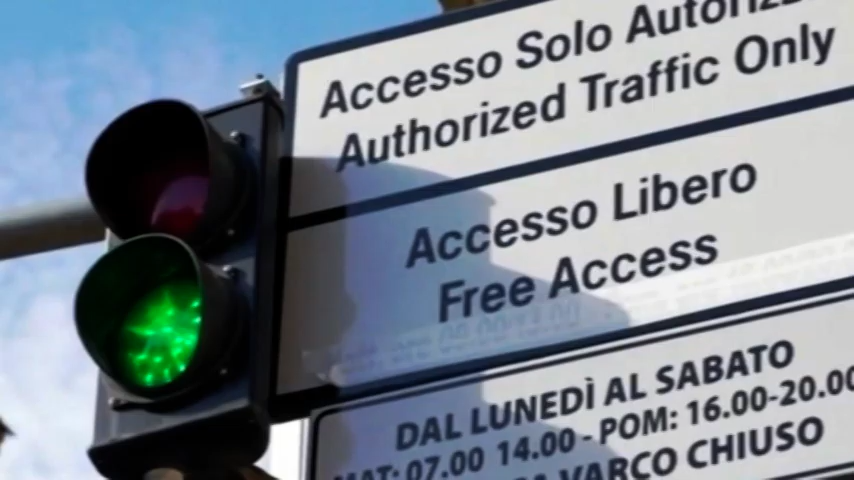 Accesso Solo
Authorized Traffic Only
Accesso Libero
Free Access
DAL LUNEDÌ AL SABATO
MAT: 07.00 14.00 - POM: 16.00-20.00
VARCO CHIUSO